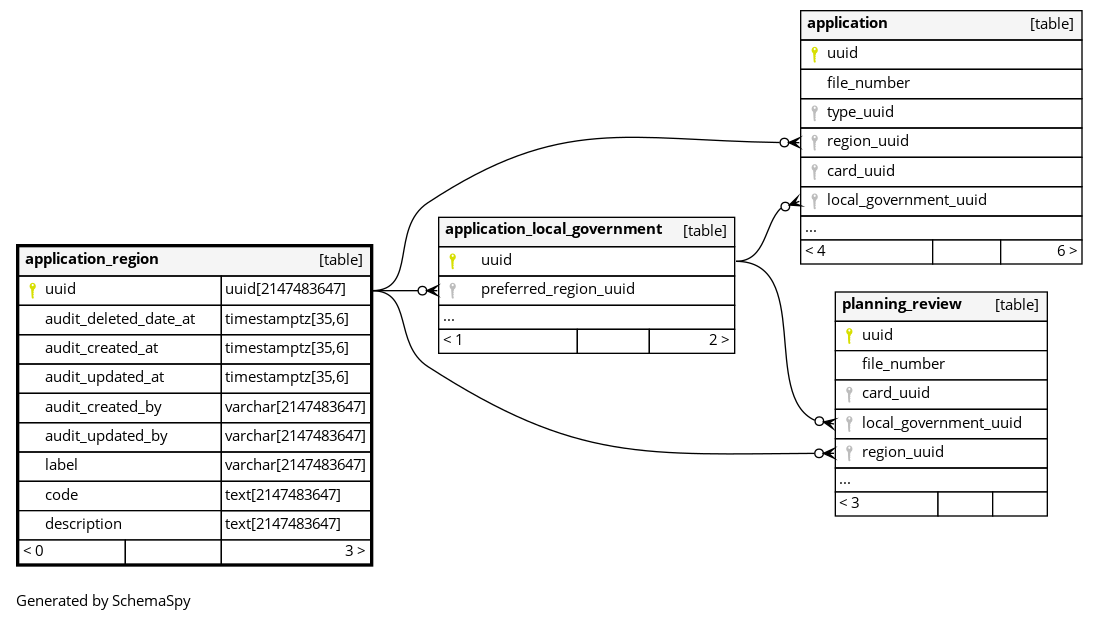 application [table]
uuid
file_number
type_uuid
region_uuid
card_uuid
local_government_uuid
...
< 4 6 >
application_local_government [table]
uuid
preferred_region_uuid
...
< 1 2 >
application_region [table]
uuid uuid[2147483647]
audit_deleted_date_at timestamptz[35,6]
audit_created_at timestamptz[35,6]
audit_updated_at timestamptz[35,6]
audit_created_by varchar[2147483647]
audit_updated_by varchar[2147483647]
label varchar[2147483647]
code text[2147483647]
description text[2147483647]
< 0 3 >
planning_review [table]
uuid
file_number
card_uuid
local_government_uuid
region_uuid
...
< 3
Generated by SchemaSpy